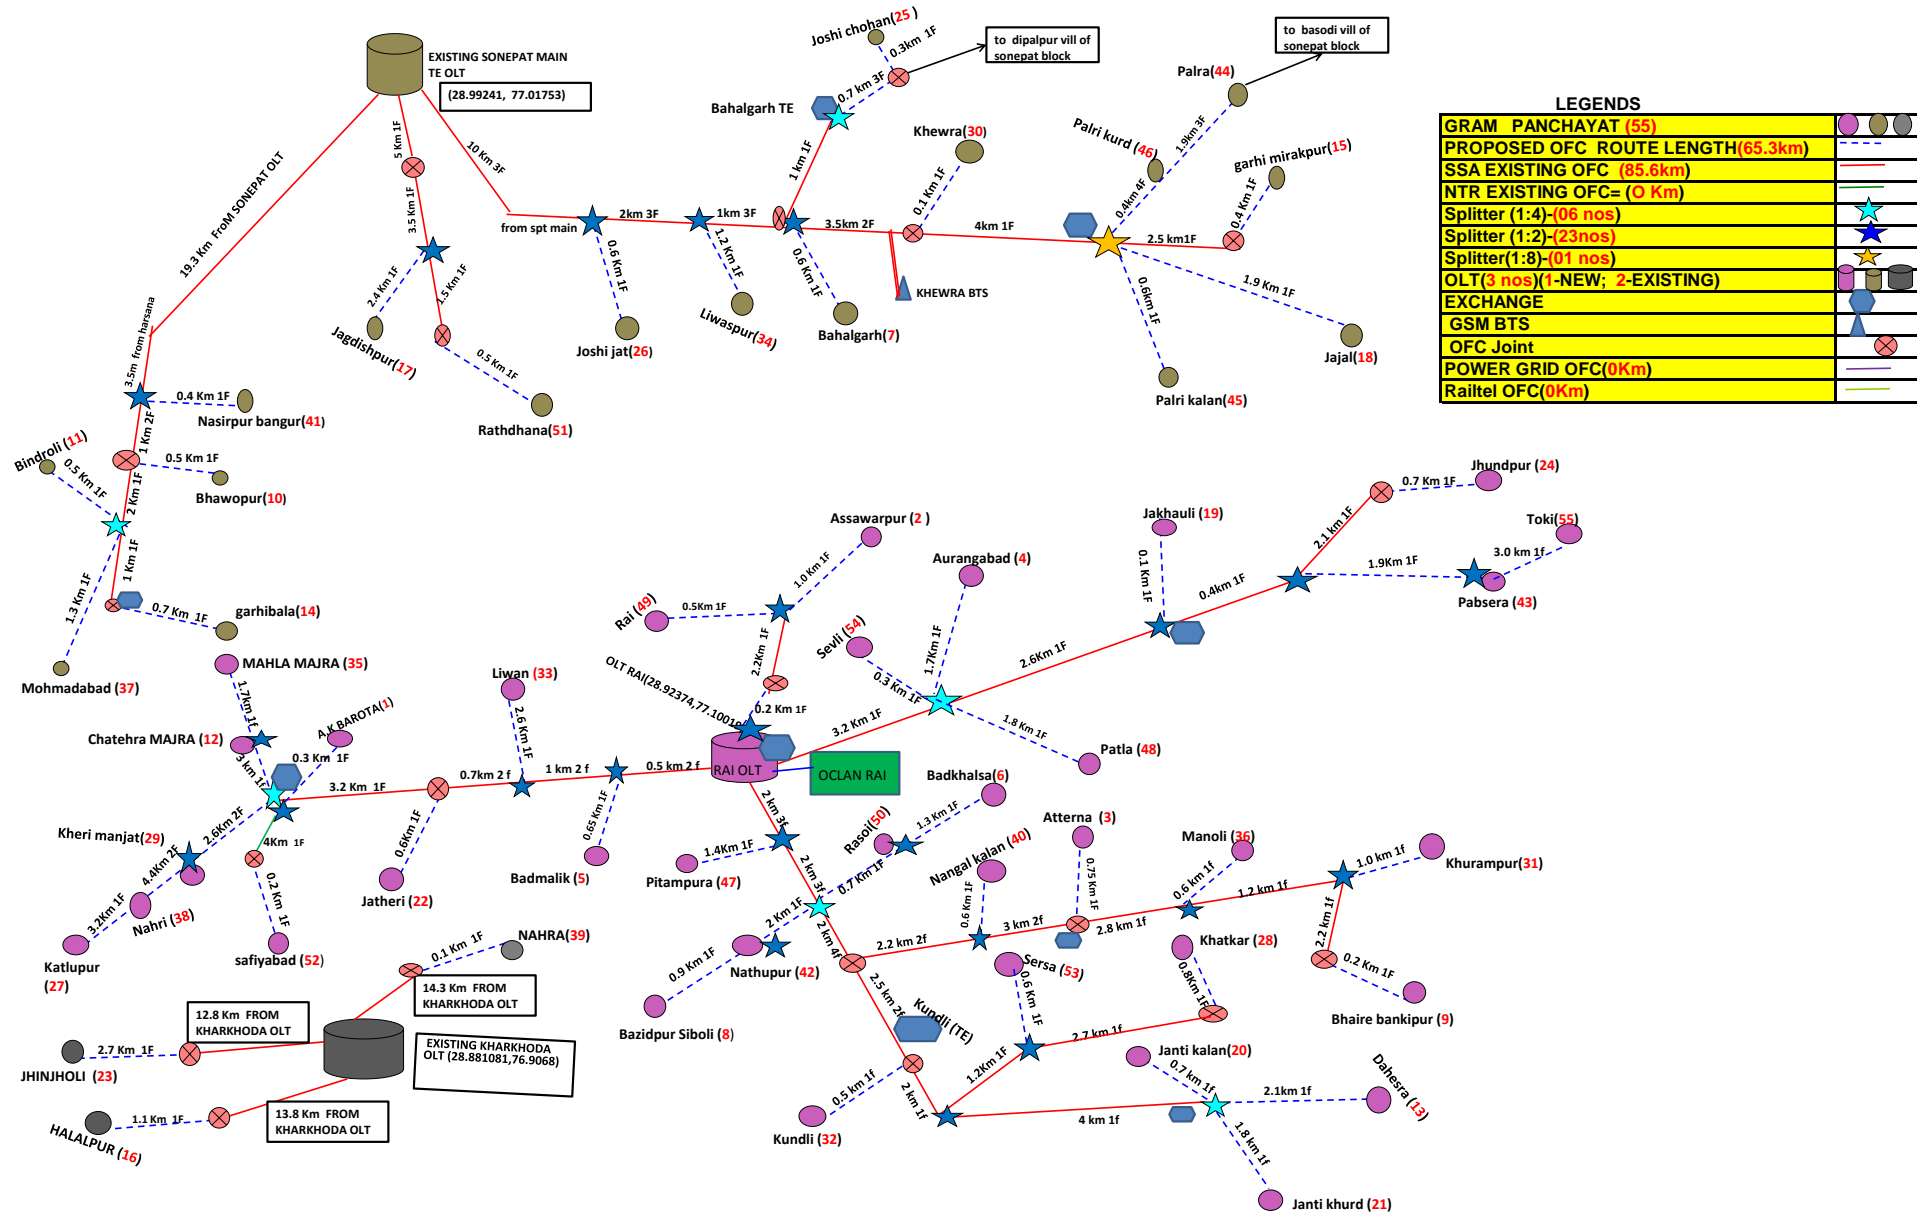 EXISTING SONEPAT MAIN
TE OLT
(28.99241, 77.01753)
19.3 Km FroM SONEPAT OLT
5 Km 1F
10 Km 3F
3.5 Km 1F
2.4 Km 1F
1.5 Km 1F
0.5 Km 1F
Jagdishpur(17)
Rathdhana(51)
from spt main
2km 3F
0.6 Km 1F
Joshi jat(26)
1km 3F
1.2 Km 1F
Liwaspur(34)
0.6 Km 1F
Bahalgarh(7)
1 km 1F
Bahalgarh TE
0.7 km 3F
0.3km 1F
Joshi chohan(25 )
to dipalpur vill of
sonepat block
3.5km 2F
KHEWRA BTS
Khewra(30)
0.1 Km 1F
4km 1F
Palri kurd (46)
0.4km 4F
1.9km 3F
Palra(44)
to basodi vill of
sonepat block
garhi mirakpur(15)
0.4 Km 1F
2.5 km1F
1.9 Km 1F
Jajal(18)
0.6km 1F
Palri kalan(45)
LEGENDS
GRAM PANCHAYAT (55)
PROPOSED OFC ROUTE LENGTH(65.3km)
SSA EXISTING OFC (85.6km)
NTR EXISTING OFC= (O Km)
Splitter (1:4)-(06 nos)
Splitter (1:2)-(23nos)
Splitter(1:8)-(01 nos)
OLT(3 nos)(1-NEW; 2-EXISTING)
EXCHANGE
GSM BTS
OFC Joint
POWER GRID OFC(0Km)
Railtel OFC(0Km)
3.5m from harsana
0.4 Km 1F
Nasirpur bangur(41)
1 Km 2F
0.5 Km 1F
Bhawopur(10)
Bindroli (11)
0.5 Km 1F
2 Km 1F
1 Km 1F
1.3 Km 1F
0.7 Km 1F
garhibala(14)
Mohmadabad (37)
MAHLA MAJRA (35)
1.7km 1f
Chatehra MAJRA (12)
3 km 1f
A.K BAROTA(1)
0.3 Km 1F
Kheri manjat(29)
2.6Km 2F
4.4Km 2F
3.2Km 1F
Nahri (38)
Katlupur
(27)
4Km 1F
0.2 Km 1F
safiyabad (52)
3.2 Km 1F
0.6Km 1F
Jatheri (22)
0.7km 2 f
Liwan (33)
2.6 Km 1F
1 km 2 f
0.65 Km 1F
Badmalik (5)
0.5 km 2 f
RAI OLT
OCLAN RAI
0.2 Km 1F
2.2Km 1F
0.5Km 1F
Rai (49)
1.0 Km 1F
Assawarpur (2 )
3.2 Km 1F
Sevli (54)
0.3 Km 1F
Aurangabad (4)
1.7Km 1F
1.8 Km 1F
Patla (48)
2.6Km 1F
Jakhauli (19)
0.1 Km 1F
0.4km 1F
2.1 km 1F
0.7 Km 1F
Jhundpur (24)
1.9Km 1F
Pabsera (43)
3.0 km 1f
Toki(55)
2 km 3f
1.4Km 1F
Pitampura (47)
2 km 3f
0.7 Km 1F
Rasoi(50)
1.3 Km 1F
Badkhalsa(6)
2 Km 1F
Nathupur (42)
0.9 Km 1F
Bazidpur Siboli (8)
2 km 4f
2.2 km 2f
Nangal kalan (40)
0.6 Km 1F
3 km 2f
Atterna (3)
0.75 Km 1F
2.8 km 1f
0.6 km 1f
Manoli (36)
1.2 km 1f
1.0 km 1f
Khurampur(31)
2.2 km 1f
0.2 Km 1F
Bhaire bankipur (9)
2.5 km 2f
Kundli (TE)
0.5 km 1f
Kundli (32)
2 km 1f
1.2Km 1F
Sersa (53)
0.6 Km 1F
2.7 km 1f
0.8Km 1F
Khatkar (28)
4 km 1f
Janti kalan(20)
0.7 km 1f
2.1km 1f
Dahesra (13)
1.8 km 1f
Janti khurd (21)
NAHRA(39)
0.1 Km 1F
14.3 Km FROM
KHARKHODA OLT
12.8 Km FROM
KHARKHODA OLT
EXISTING KHARKHODA
OLT (28.881081,76.9068)
2.7 Km 1F
JHINJHOLI (23)
13.8 Km FROM
KHARKHODA OLT
1.1 Km 1F
HALALPUR (16)